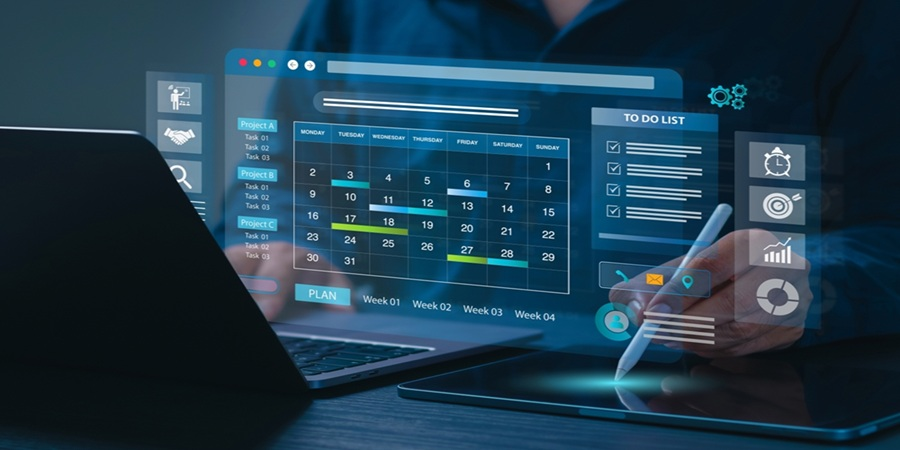 Project A
Task 01
Task 02
Task 03
Project B
Task 01
Task 02
Task 03
Project C
Task 01
Task 02
Task 03
MONDAY TUESDAY WEDNESDAY THURSDAY FRIDAY SATURDAY SUNDAY
1
2 3 4 5 6 7 8
9 10 11 12 13 14 15
16 17 18 19 20 21 22
23 24 25 26 27 28 29
30 31
PLAN Week 01 Week 02 Week 03 Week 04
TO DO LIST